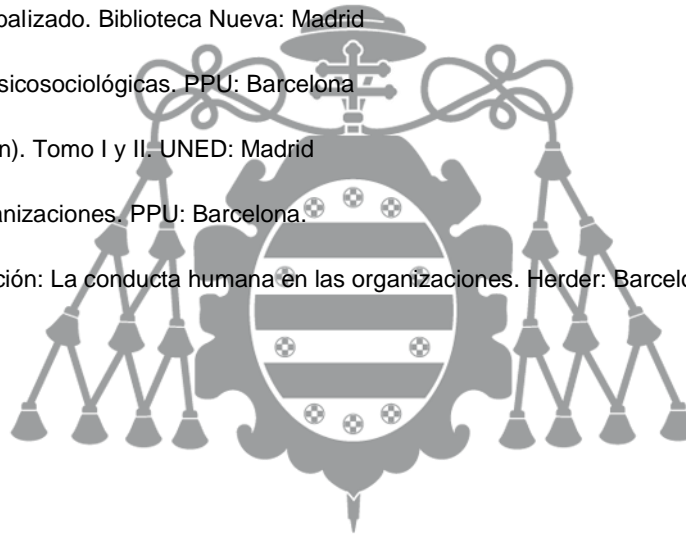 balizado. Biblioteca Nueva: Madrid
sicosociológicas. PPU: Barcelona
n). Tomo I y II. UNED: Madrid
anizaciones. PPU: Barcelona.
ción: La conducta humana en las organizaciones. Herder: Barcelo